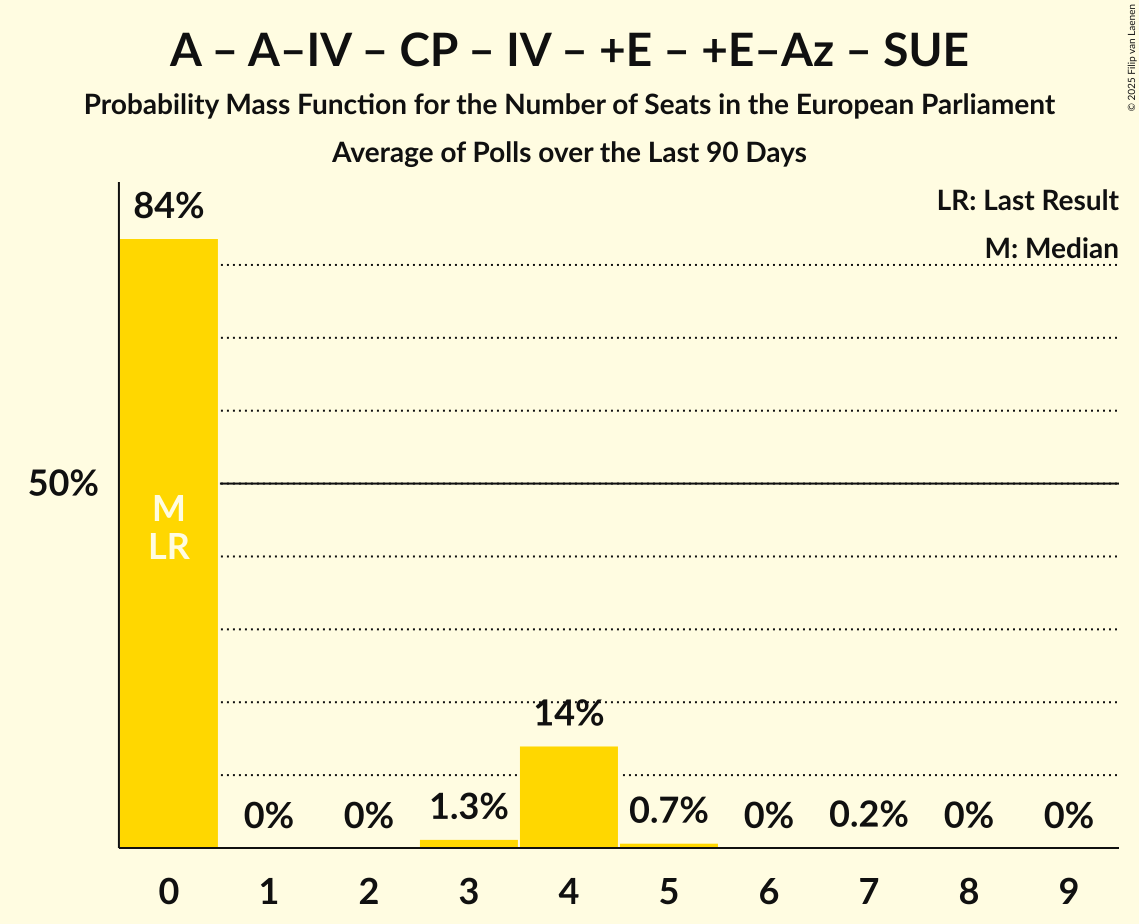 A – A–IV – CP – IV – +E – +E–Az – SUE
Probability Mass Function for the Number of Seats in the European Parliament
Average of Polls over the Last 90 Days
© 2025 Filip van Laenen
LR: Last Result
M: Median
84%
50%
M
LR
0%
0%
1.3%
14%
0.7%
0%
0.2%
0%
0%
0
1
2
3
4
5
6
7
8
9